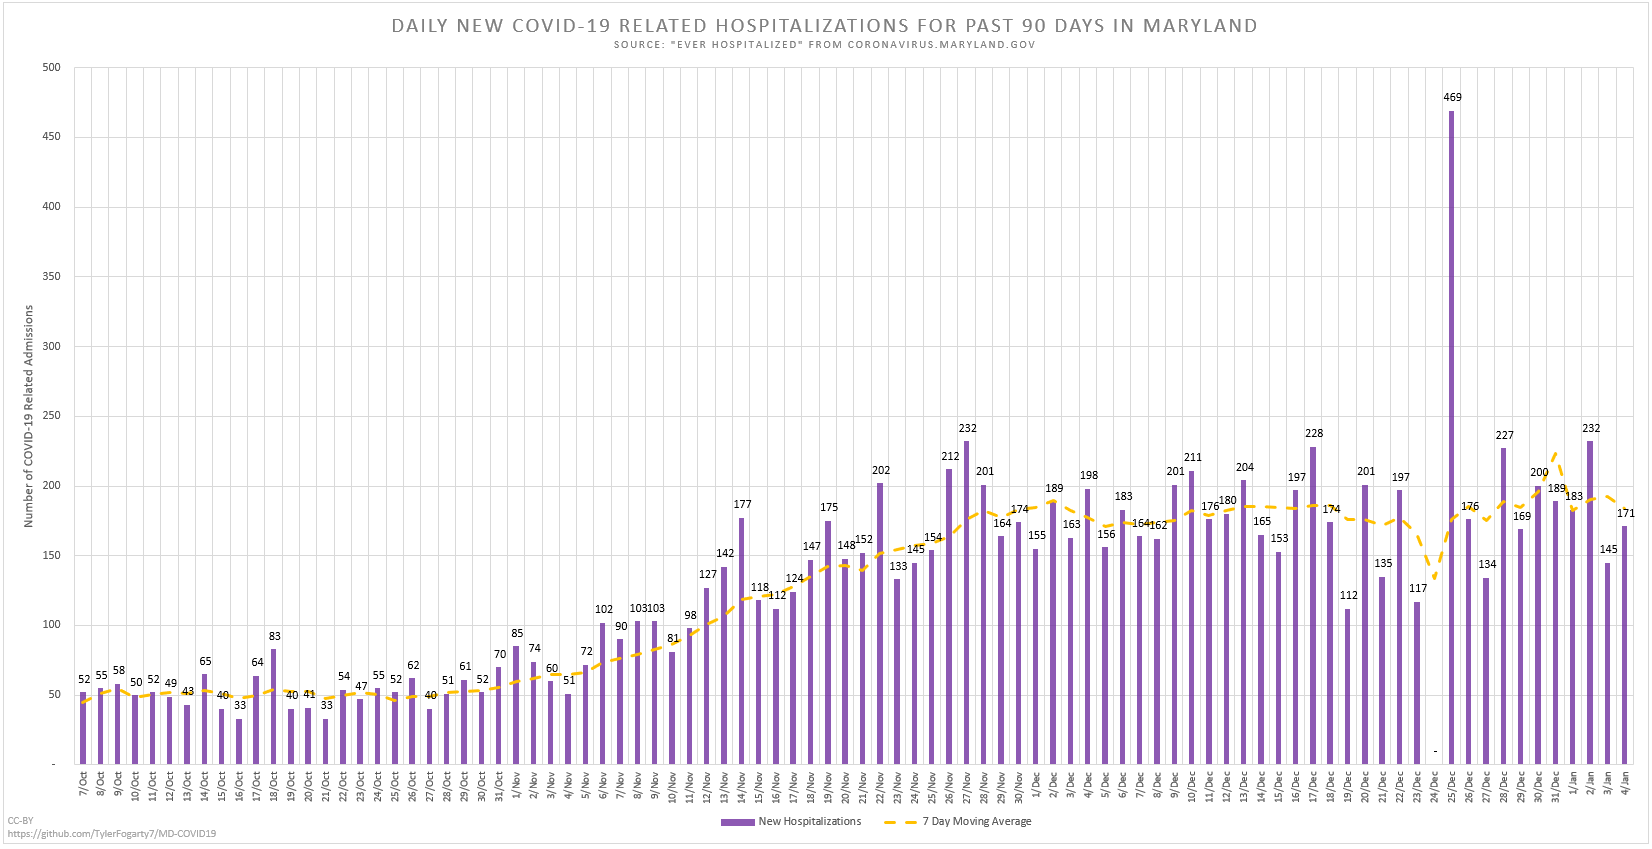 DAILY NEW COVID-19 RELATED HOSPITALIZATIONS FOR PAST 90 DAYS IN MARYLAND
SOURCE: "EVER HOSPITALIZED" FROM CORONAVIRUS.MARYLAND.GOV
Number of COVID-19 Related Admissions
500
450
400
350
300
250
200
150
100
50
-
52 55 58 50 52 49 43 65 40 33 64 83 40 41 33 54 47 55 52 62 40 51 61 52 70 85 74 60 51 72 102 90 103 103 81 98 127 142 177 118 112 124 147 175 148 152 202 133 145 154 212 232 201 164 174 155 189 163 198 156 183 164 162 201 211 176 180 204 165 153 197 228 174 112 201 135 197 117 - 469 176 134 227 169 200 189 183 232 145 171
7/Oct 8/Oct 9/Oct 10/Oct 11/Oct 12/Oct 13/Oct 14/Oct 15/Oct 16/Oct 17/Oct 18/Oct 19/Oct 20/Oct 21/Oct 22/Oct 23/Oct 24/Oct 25/Oct 26/Oct 27/Oct 28/Oct 29/Oct 30/Oct 31/Oct 1/Nov 2/Nov 3/Nov 4/Nov 5/Nov 6/Nov 7/Nov 8/Nov 9/Nov 10/Nov 11/Nov 12/Nov 13/Nov 14/Nov 15/Nov 16/Nov 17/Nov 18/Nov 19/Nov 20/Nov 21/Nov 22/Nov 23/Nov 24/Nov 25/Nov 26/Nov 27/Nov 28/Nov 29/Nov 30/Nov 1/Dec 2/Dec 3/Dec 4/Dec 5/Dec 6/Dec 7/Dec 8/Dec 9/Dec 10/Dec 11/Dec 12/Dec 13/Dec 14/Dec 15/Dec 16/Dec 17/Dec 18/Dec 19/Dec 20/Dec 21/Dec 22/Dec 23/Dec 24/Dec 25/Dec 26/Dec 27/Dec 28/Dec 29/Dec 30/Dec 31/Dec 1/Jan 2/Jan 3/Jan 4/Jan
New Hospitalizations 7 Day Moving Average
CC-BY
https://github.com/TylerFogarty7/MD-COVID19